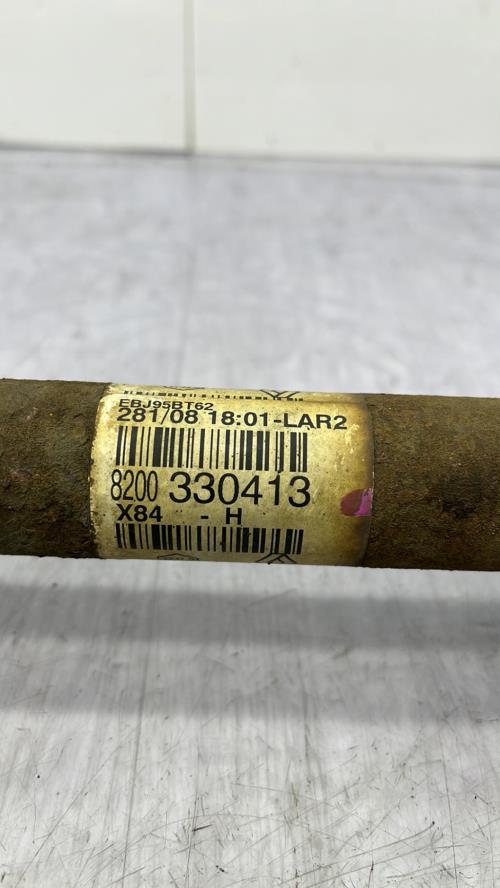 EBJ95BT62
281/08 18:01-LAR2
8200 330413
X84 - H